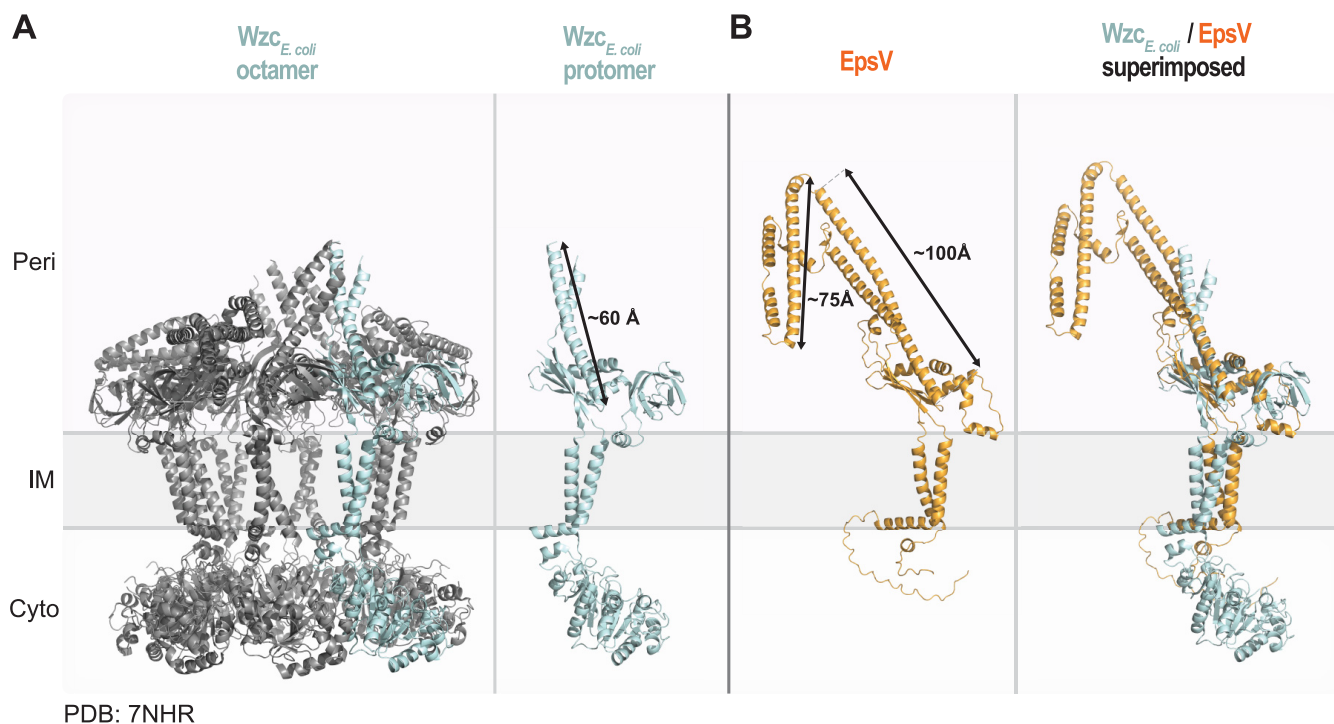 A
Wzc E. coli
octamer
Wzc E. coli
protomer
B
EpsV
Wzc E. coli / EpsV
superimposed
Peri
IM
Cyto
~60 Å
~75Å
~100Å
PDB: 7NHR